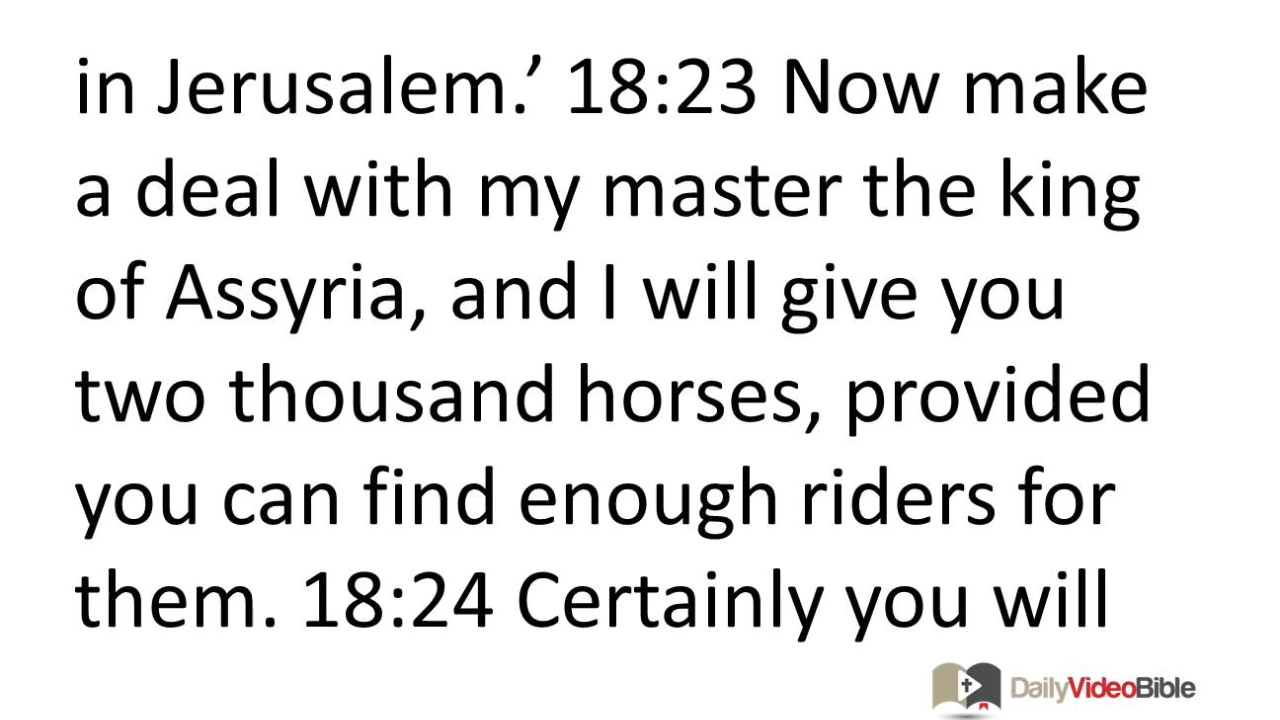 in Jerusalem.’ 18:23 Now make
a deal with my master the king
of Assyria, and I will give you
two thousand horses, provided
you can find enough riders for
them. 18:24 Certainly you will
DailyVideoBible